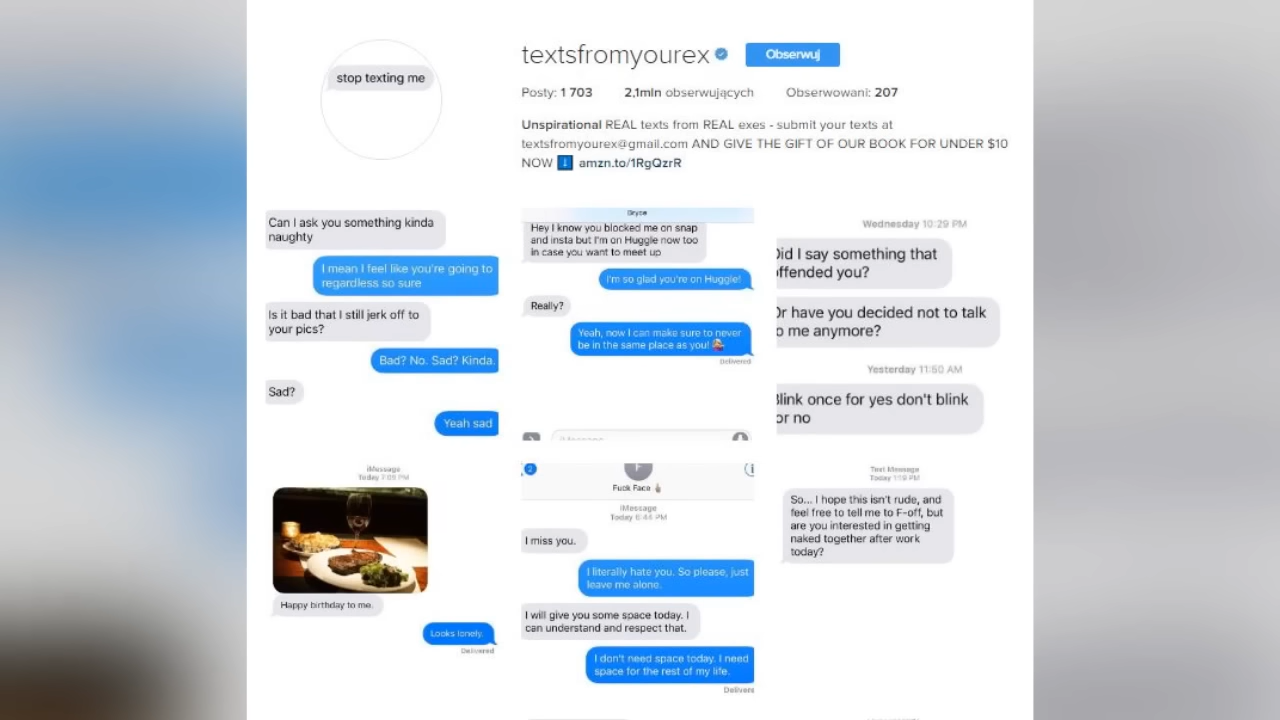 stop texting me
textsfromyourex
Obserwuj
Posty: 1 703 2,1mln obserwujących Obserwowani: 207
Unspirational REAL texts from REAL exes - submit your texts at
textsfromyourex@gmail.com AND GIVE THE GIFT OF OUR BOOK FOR UNDER $10
NOW ⬇ amzn.to/1RgQzrR
Can I ask you something kinda
naughty
I mean I feel like you're going to
regardless so sure
Is it bad that I still jerk off to
your pics?
Bad? No. Sad? Kinda.
Sad?
Yeah sad
Bryce
Hey I know you blocked me on snap
and insta but I'm on Huggle now too
in case you want to meet up
I'm so glad you're on Huggle!
Really?
Yeah, now I can make sure to never
be in the same place as you!
Delivered
iMessage
Wednesday 10:29 PM
Did I say something that
offended you?
Or have you decided not to talk
to me anymore?
Yesterday 11:50 AM
Blink once for yes don't blink
for no
iMessage
Today 7:09 PM
Happy birthday to me.
Looks lonely.
Delivered
2
F
Fuck Face
iMessage
Today 6:44 PM
I miss you.
I literally hate you. So please, just
leave me alone.
I will give you some space today. I
can understand and respect that.
I don't need space today. I need
space for the rest of my life.
Delivere
Text Message
Today 1:19 PM
So... I hope this isn't rude, and
feel free to tell me to F-off, but
are you interested in getting
naked together after work
today?